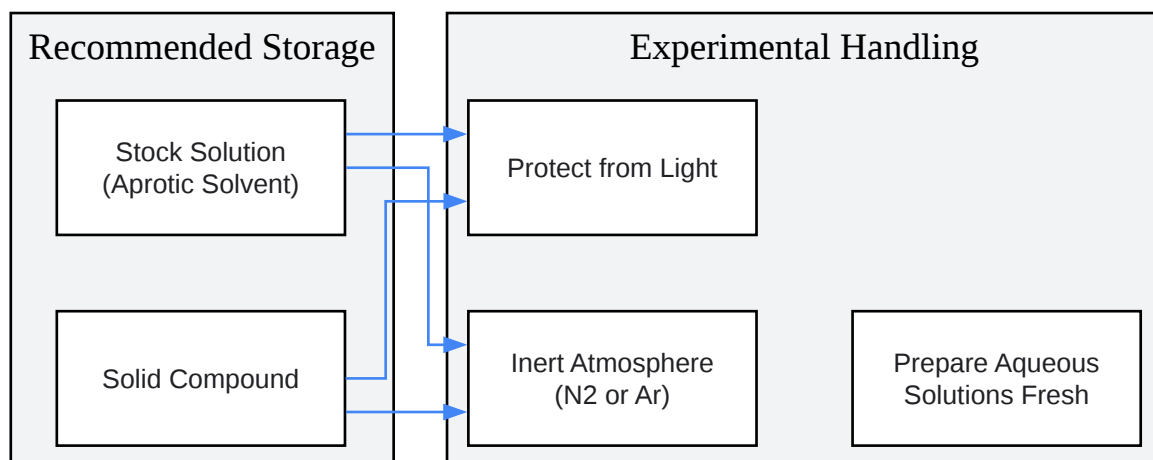 Recommended Storage
Experimental Handling
Stock Solution
(Aprotic Solvent)
Protect from Light
Solid Compound
Inert Atmosphere
(N2 or Ar)
Prepare Aqueous
Solutions Fresh